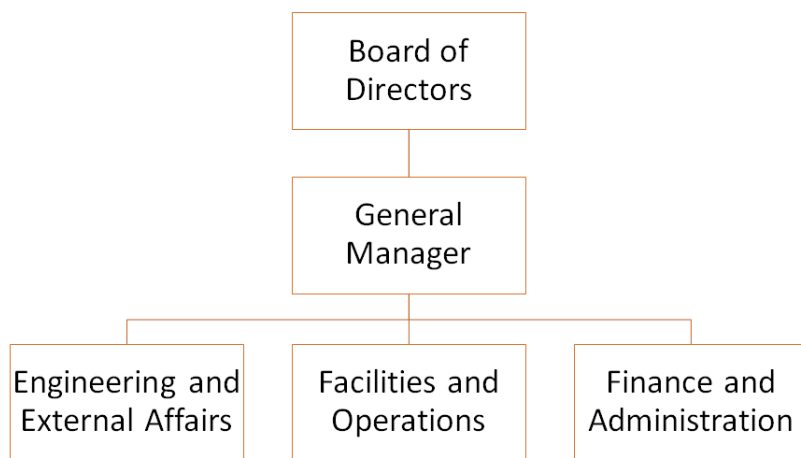 Board of
Directors
General
Manager
Engineering and
External Affairs
Facilities and
Operations
Finance and
Administration